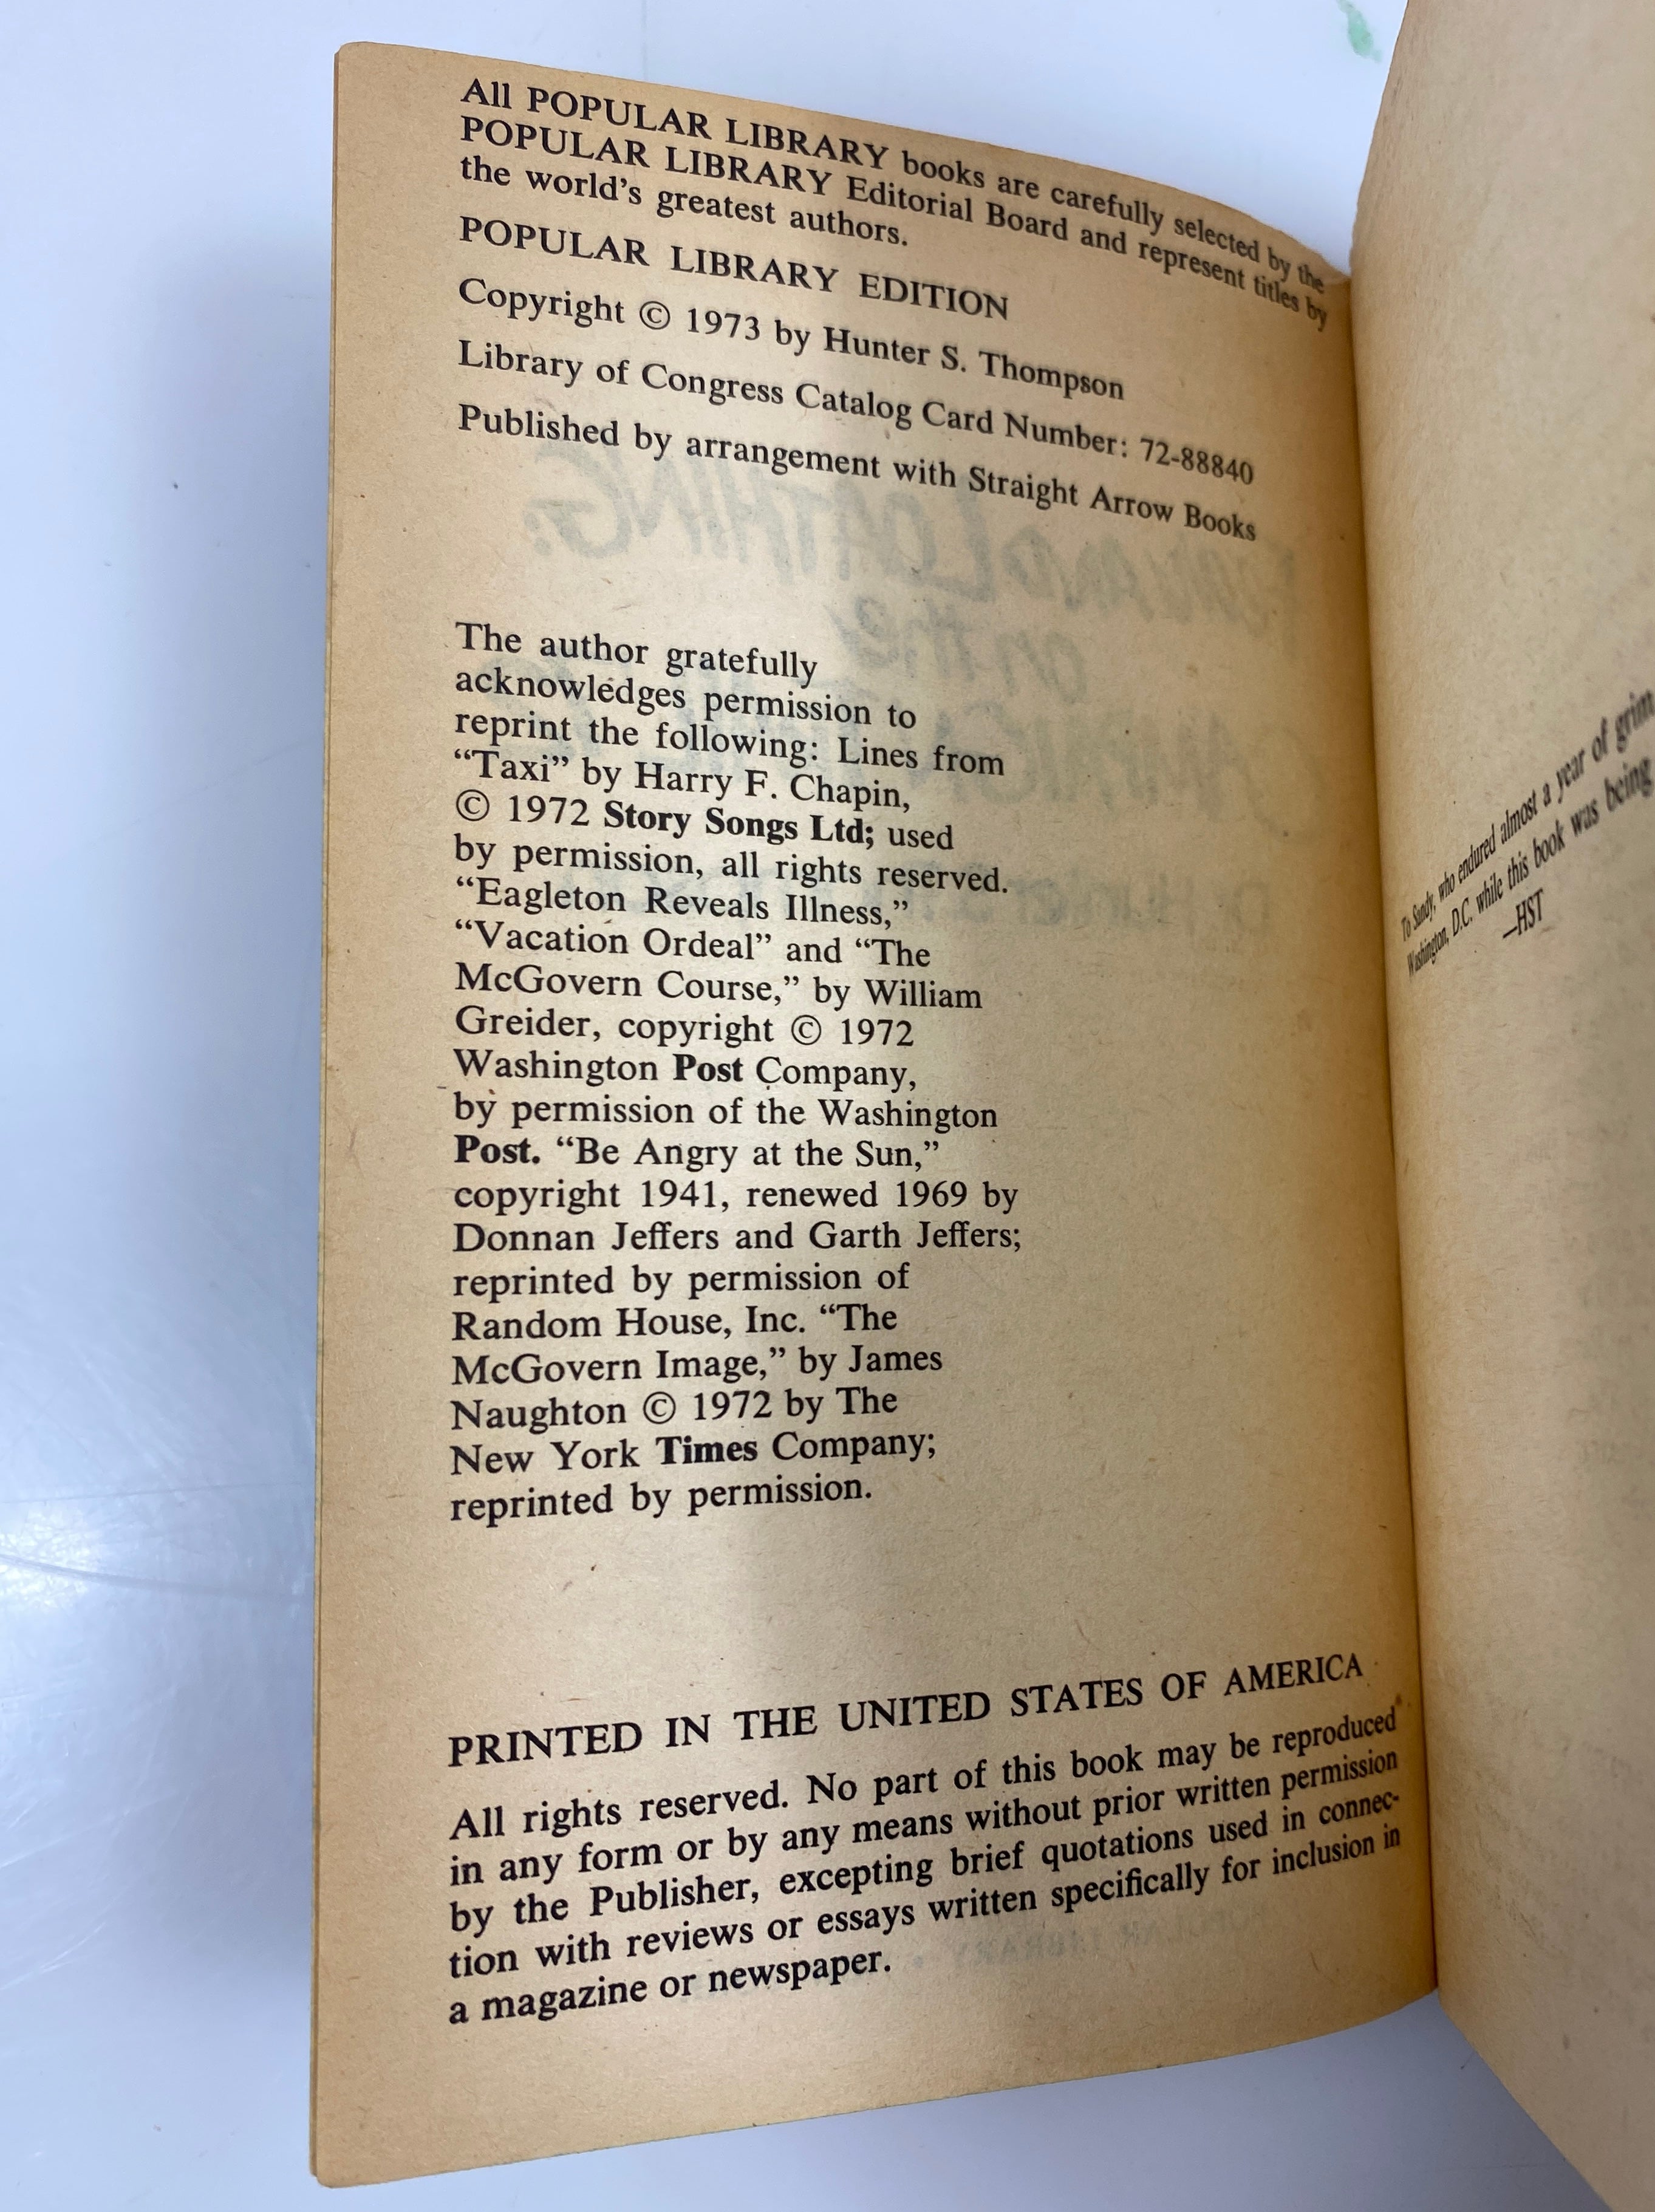 All POPULAR LIBRARY books are carefully selected by the
POPULAR LIBRARY Editorial Board and represent titles by
the world's greatest authors.
POPULAR LIBRARY EDITION
Copyright © 1973 by Hunter S. Thompson
Library of Congress Catalog Card Number: 72-88840
Published by arrangement with Straight Arrow Books
The author gratefully
acknowledges permission to
reprint the following: Lines from
“Taxi” by Harry F. Chapin,
© 1972 Story Songs Ltd; used
by permission, all rights reserved.
“Eagleton Reveals Illness,”
“Vacation Ordeal” and “The
McGovern Course,” by William
Greider, copyright © 1972
Washington Post Company,
by permission of the Washington
Post. “Be Angry at the Sun,”
copyright 1941, renewed 1969 by
Donnan Jeffers and Garth Jeffers;
reprinted by permission of
Random House, Inc. “The
McGovern Image,” by James
Naughton © 1972 by The
New York Times Company;
reprinted by permission.
PRINTED IN THE UNITED STATES OF AMERICA
All rights reserved. No part of this book may be reproduced
in any form or by any means without prior written permission
by the Publisher, excepting brief quotations used in connec-
tion with reviews or essays written specifically for inclusion in
a magazine or newspaper.
To Sandy, who endured almost a year of grim
Washington, D.C. while this book was being
—HST